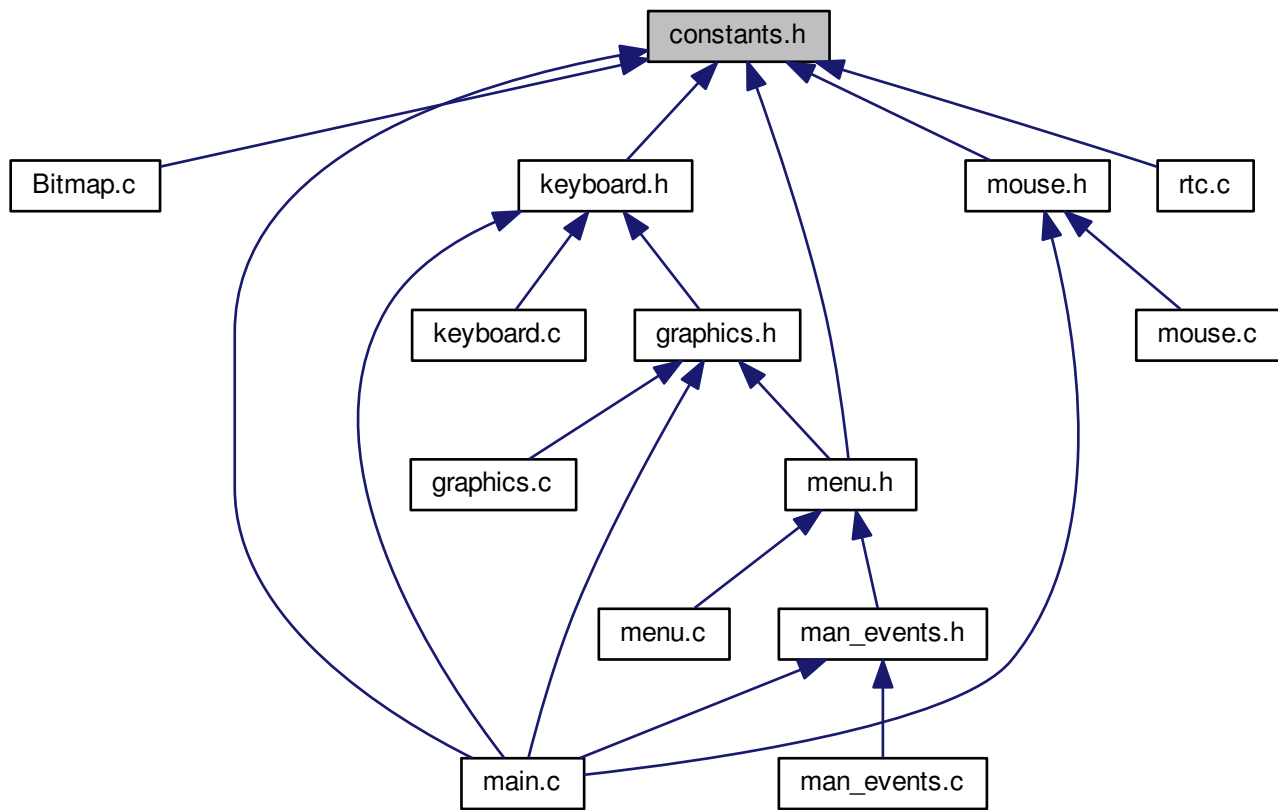 constants.h
Bitmap.c
keyboard.h
mouse.h
rtc.c
keyboard.c
graphics.h
mouse.c
graphics.c
menu.h
menu.c
man_events.h
main.c
man_events.c